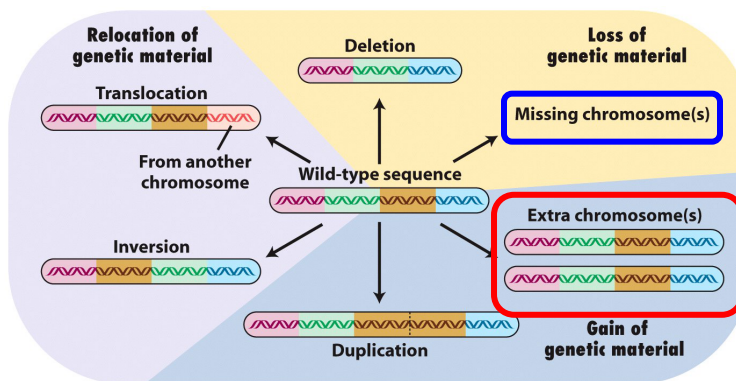 Relocation of
genetic material
Deletion
Loss of
genetic material
Translocation
Missing chromosome(s)
From another
chromosome
Wild-type sequence
Extra chromosome(s)
Inversion
Duplication
Gain of
genetic material